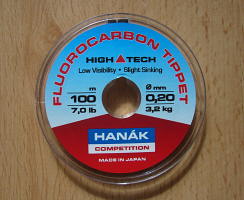 FLUOROCARBON TIPPET
HIGH TECH
Low Visibility • Slight Sinking
m
100
7,0 lb
Ø mm
0,20
3,2 kg
HANÁK
COMPETITION
MADE IN JAPAN